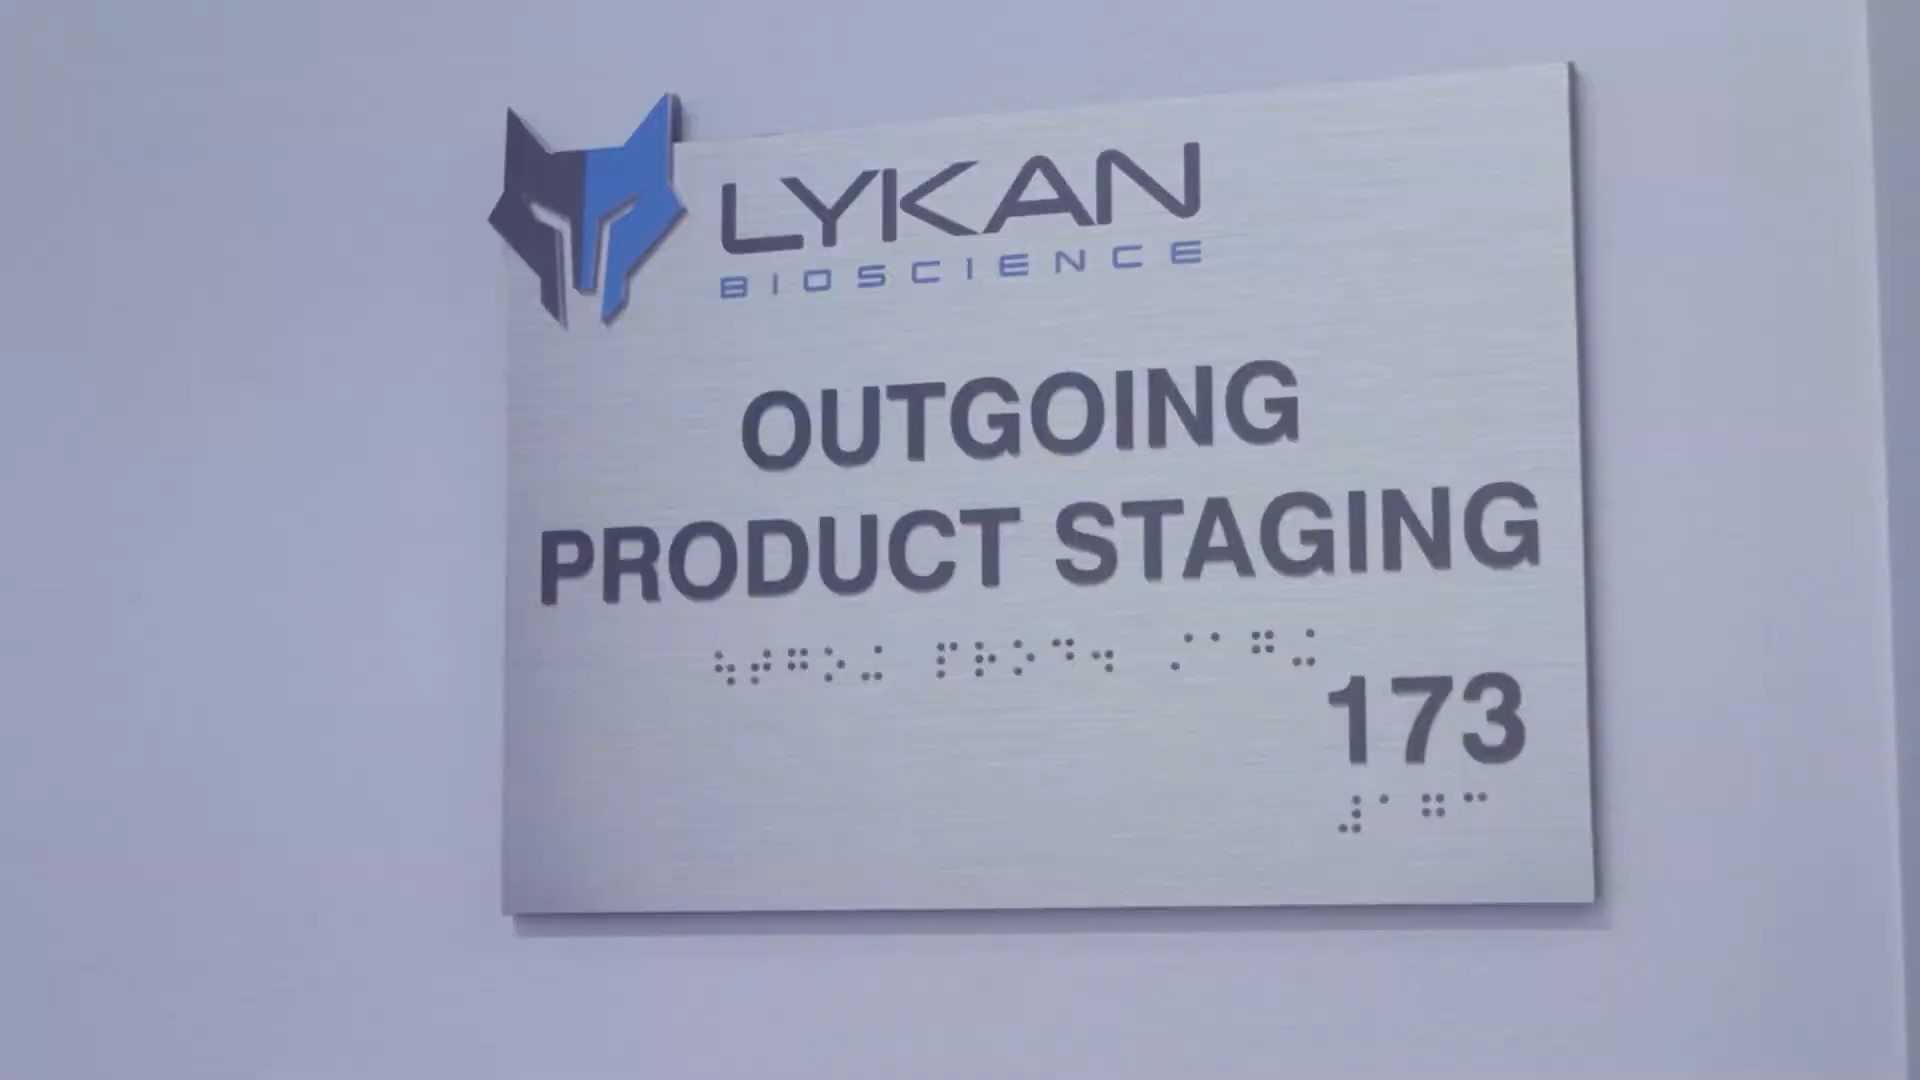 LYKAN
BIOSCIENCE
OUTGOING
PRODUCT STAGING
⠳⠞⠛⠕⠬ ⠏⠗⠕⠙⠲ ⠌⠁⠛⠬
173
⠼⠁⠛⠉